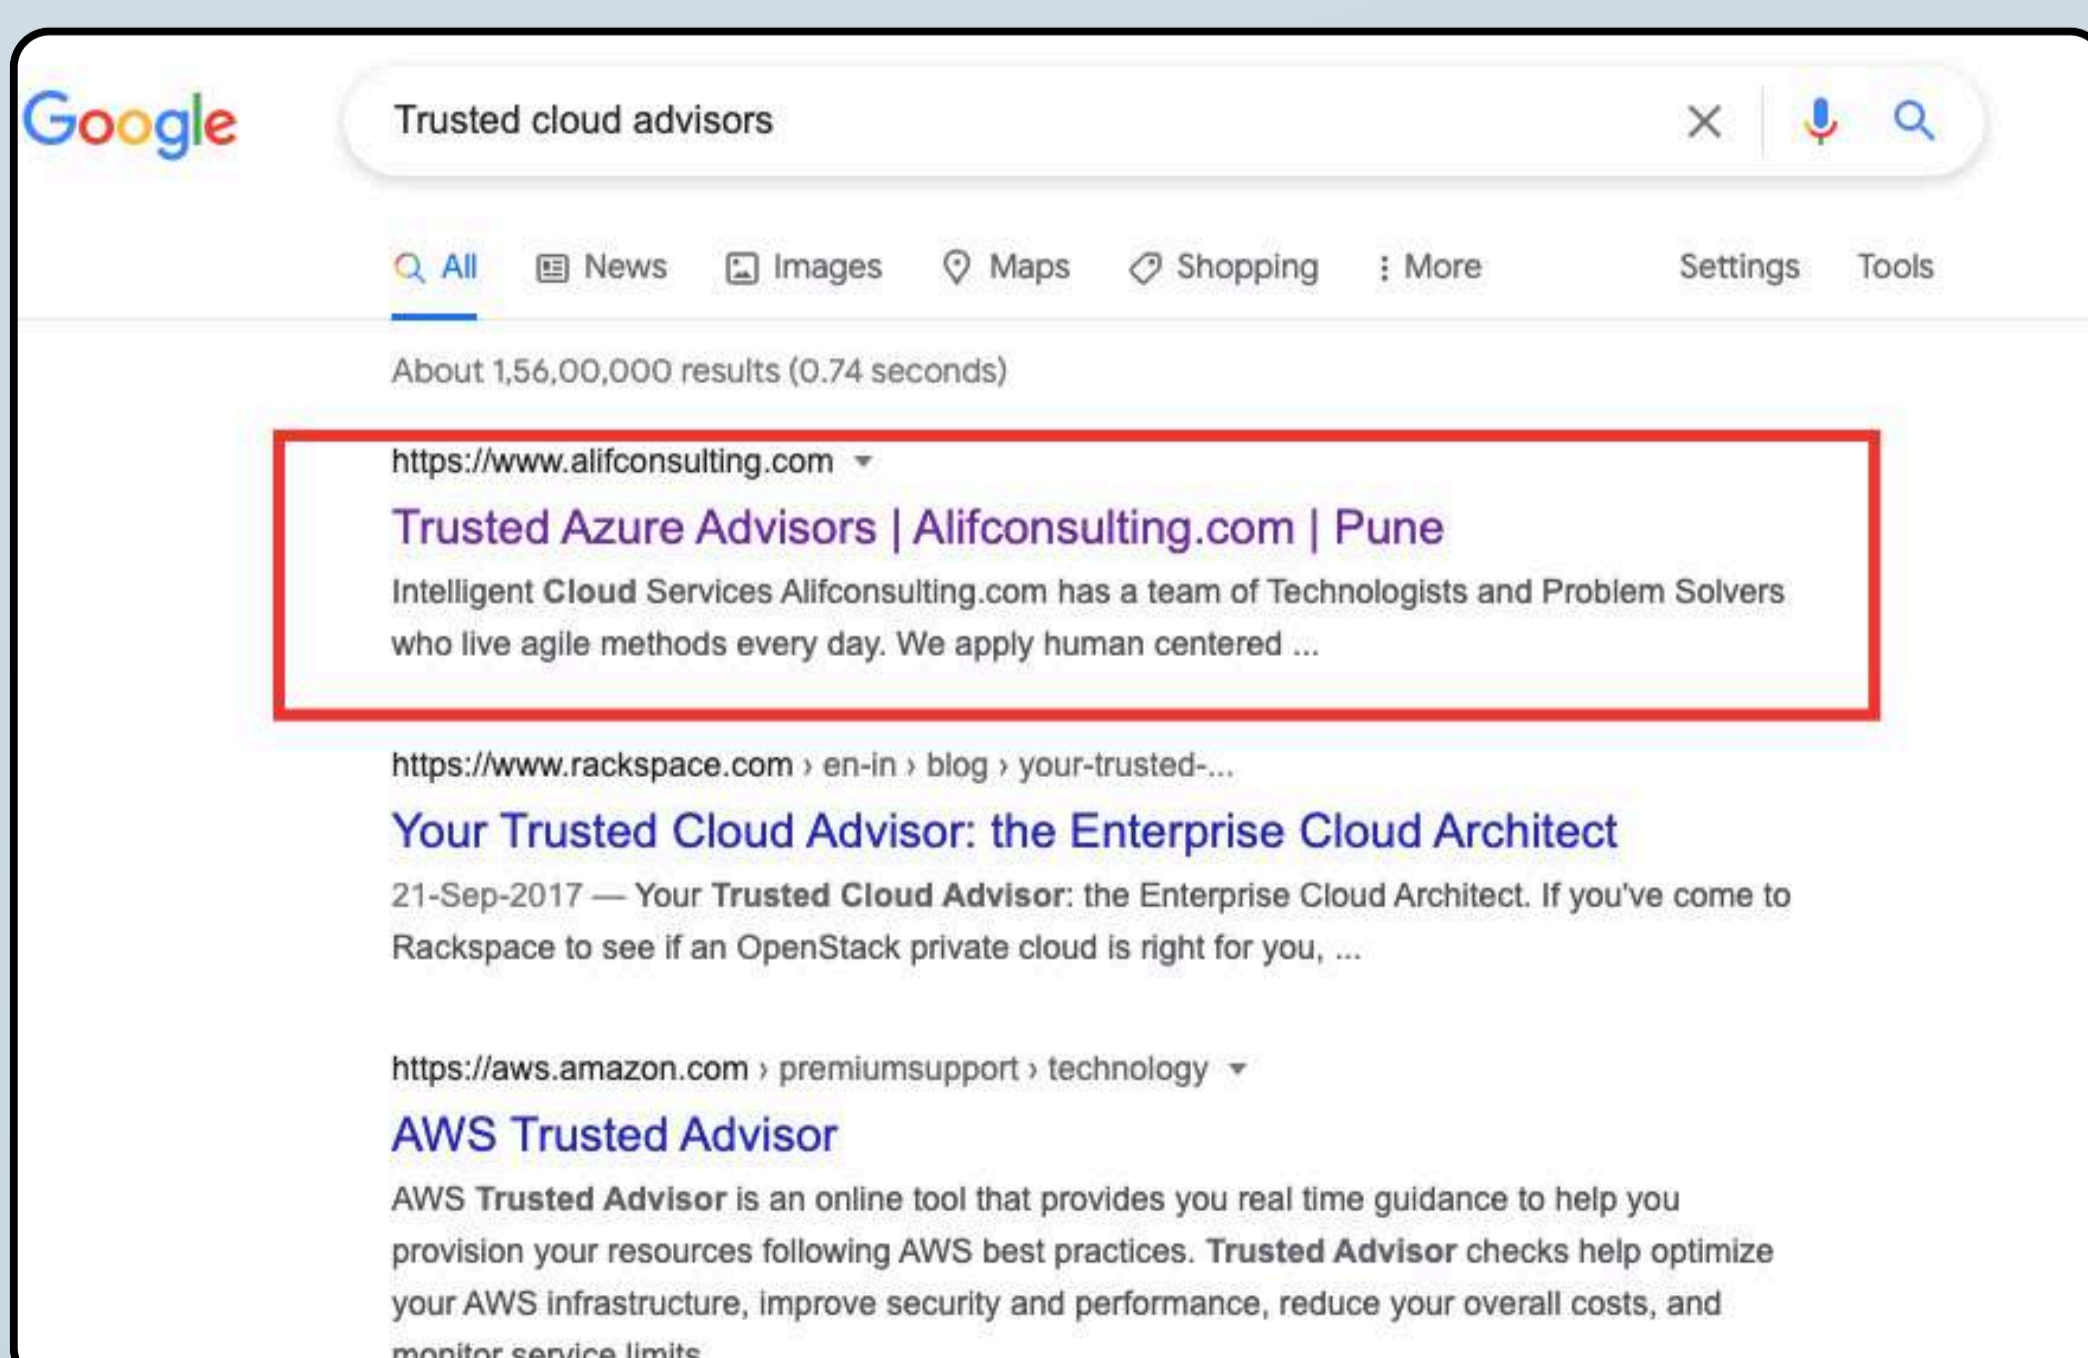 Google
Trusted cloud advisors
All News Images Maps Shopping More Settings Tools
About 1,56,00,000 results (0.74 seconds)
https://www.alifconsulting.com
Trusted Azure Advisors | Alifconsulting.com | Pune
Intelligent Cloud Services Alifconsulting.com has a team of Technologists and Problem Solvers
who live agile methods every day. We apply human centered ...
https://www.rackspace.com › en-in › blog › your-trusted-...
Your Trusted Cloud Advisor: the Enterprise Cloud Architect
21-Sep-2017 — Your Trusted Cloud Advisor: the Enterprise Cloud Architect. If you've come to
Rackspace to see if an OpenStack private cloud is right for you, ...
https://aws.amazon.com › premiumsupport › technology
AWS Trusted Advisor
AWS Trusted Advisor is an online tool that provides you real time guidance to help you
provision your resources following AWS best practices. Trusted Advisor checks help optimize
your AWS infrastructure, improve security and performance, reduce your overall costs, and
monitor service limits